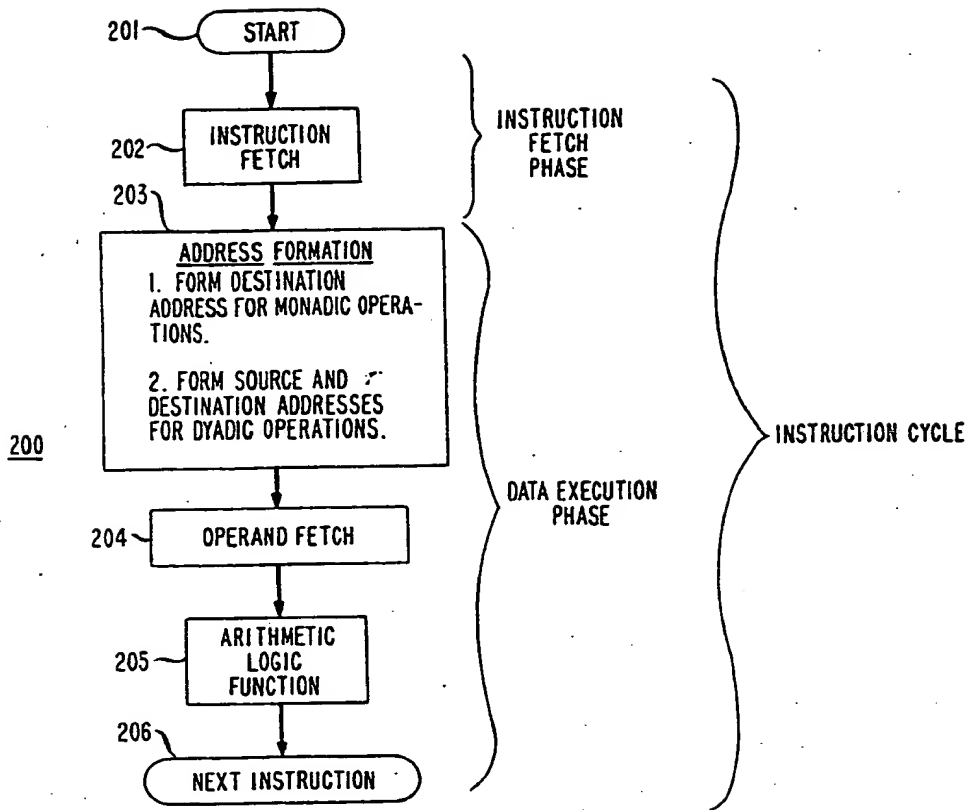 201 START
202 INSTRUCTION
FETCH
203
ADDRESS FORMATION
1. FORM DESTINATION
ADDRESS FOR MONADIC OPERA-
TIONS.
2. FORM SOURCE AND
DESTINATION ADDRESSES
FOR DYADIC OPERATIONS.
200
204 OPERAND FETCH
205 ARITHMETIC
LOGIC
FUNCTION
206
NEXT INSTRUCTION
INSTRUCTION
FETCH
PHASE
DATA EXECUTION
PHASE
INSTRUCTION CYCLE